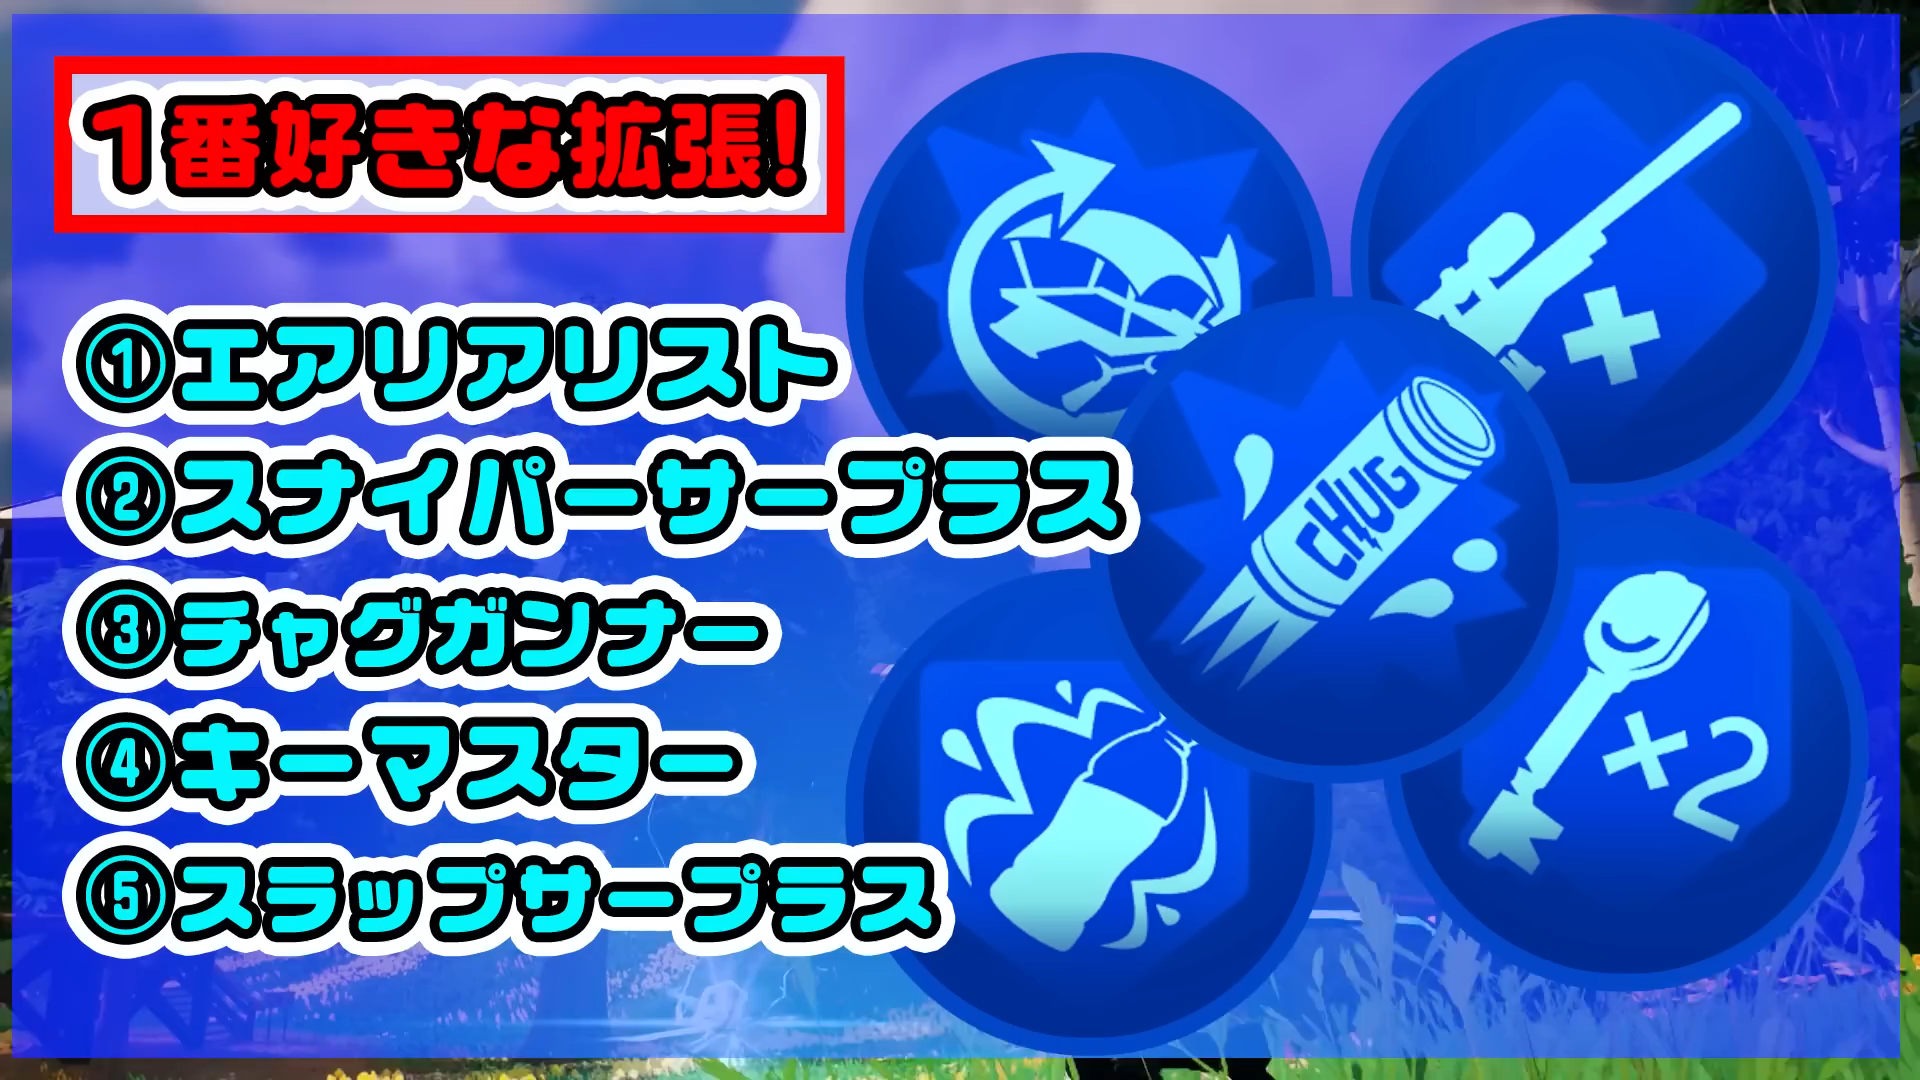 1番好きな拡張!
①エアリアリスト
②スナイパーサープラス
③チャグガンナー
④キーマスター
⑤スラップサープラス
+
CHUG
×2